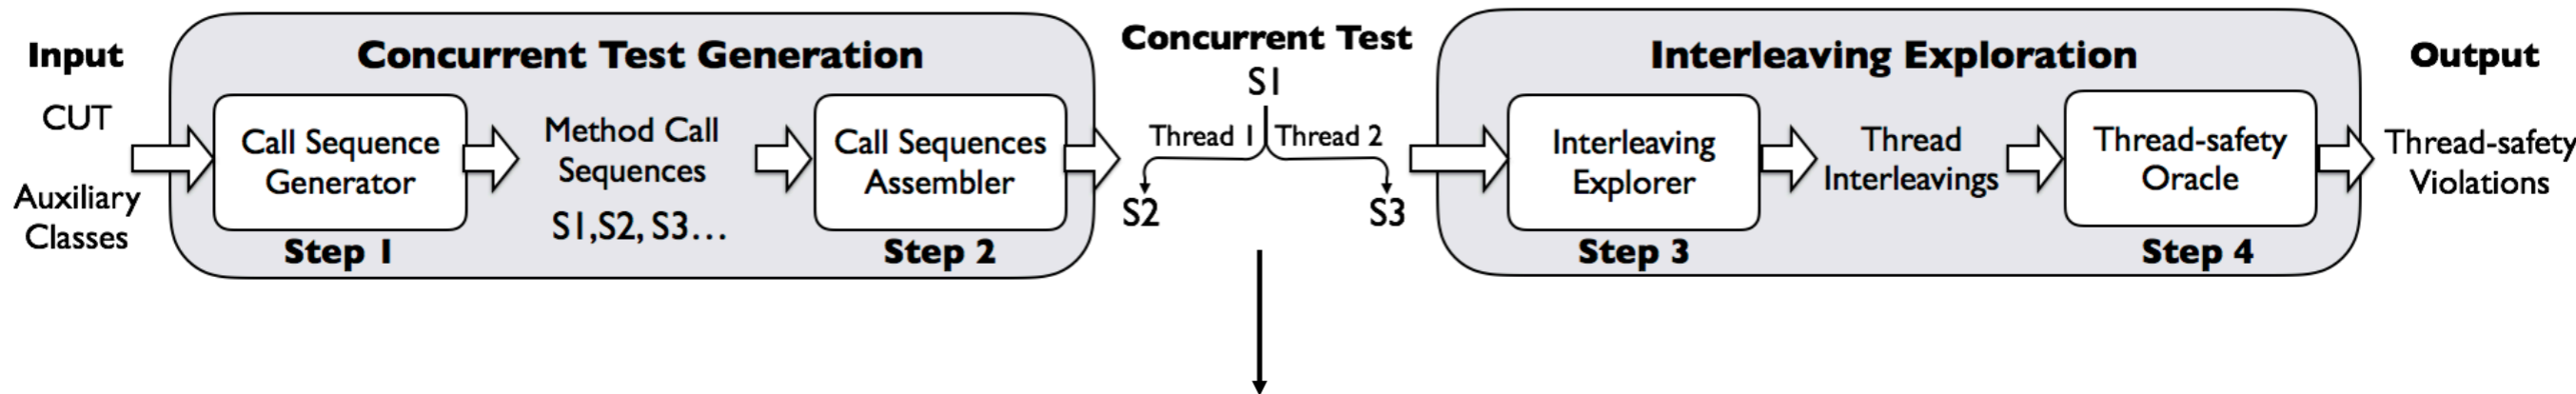 Input
CUT
Auxiliary
Classes
Concurrent Test Generation
Call Sequence
Generator
Step 1
Method Call
Sequences
S1,S2, S3...
Call Sequences
Assembler
Step 2
Concurrent Test
S1
Thread 1
Thread 2
S2
S3
Interleaving Exploration
Interleaving
Explorer
Step 3
Thread
Interleavings
Thread-safety
Oracle
Step 4
Output
Thread-safety
Violations